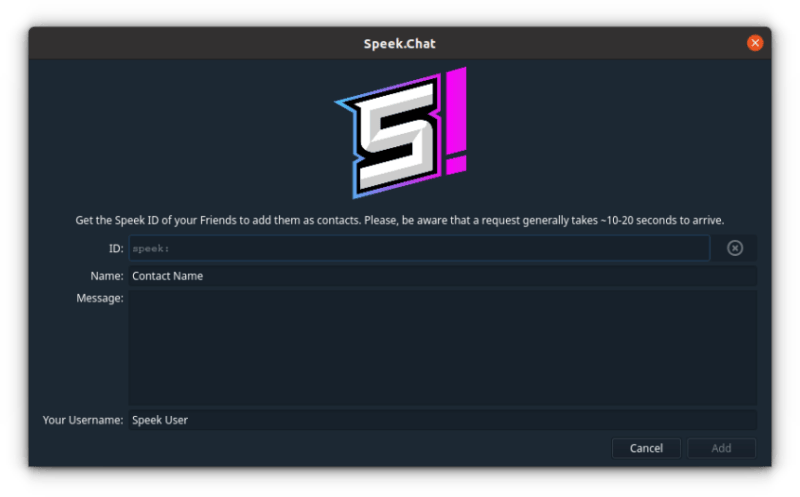 Speek.Chat
S!
Get the Speek ID of your Friends to add them as contacts. Please, be aware that a request generally takes ~10-20 seconds to arrive.
ID: speek:
Name: Contact Name
Message:
Your Username: Speek User
Cancel Add